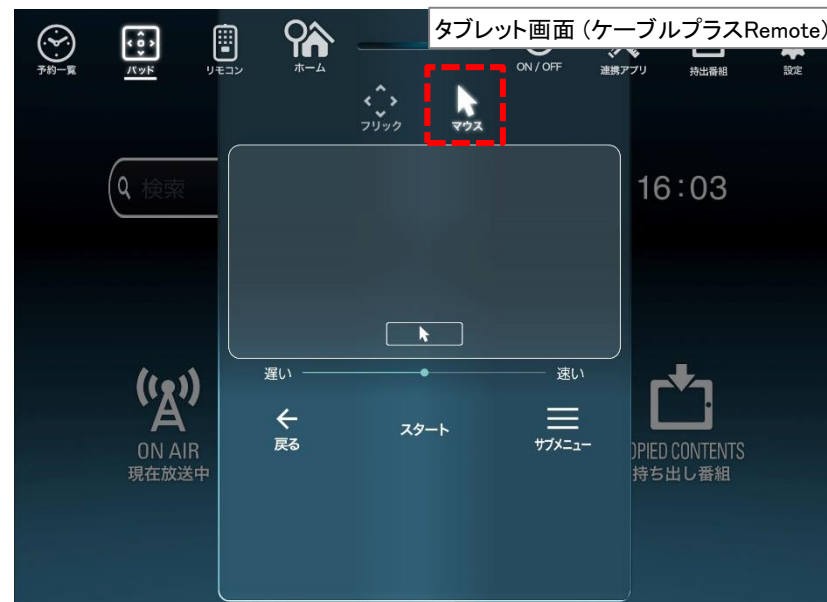 タブレット画面 (ケーブルプラスRemote)
予約一覧
パッド
リモコン
ホーム
ON / OFF
連携アプリ
持出番組
設定
フリック
マウス
検索
16:03
遅い
速い
戻る
スタート
サブメニュー
ON AIR
現在放送中
OPIED CONTENTS
持ち出し番組